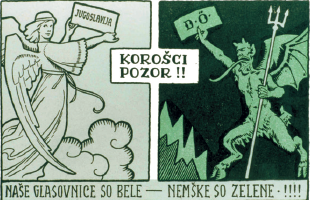 JUGOSLAVIJA
D.-Ö.
KOROŠCI
POZOR !!
NAŠE GLASOVNICE SO BELE — NEMŠKE SO ZELENE · !!!!